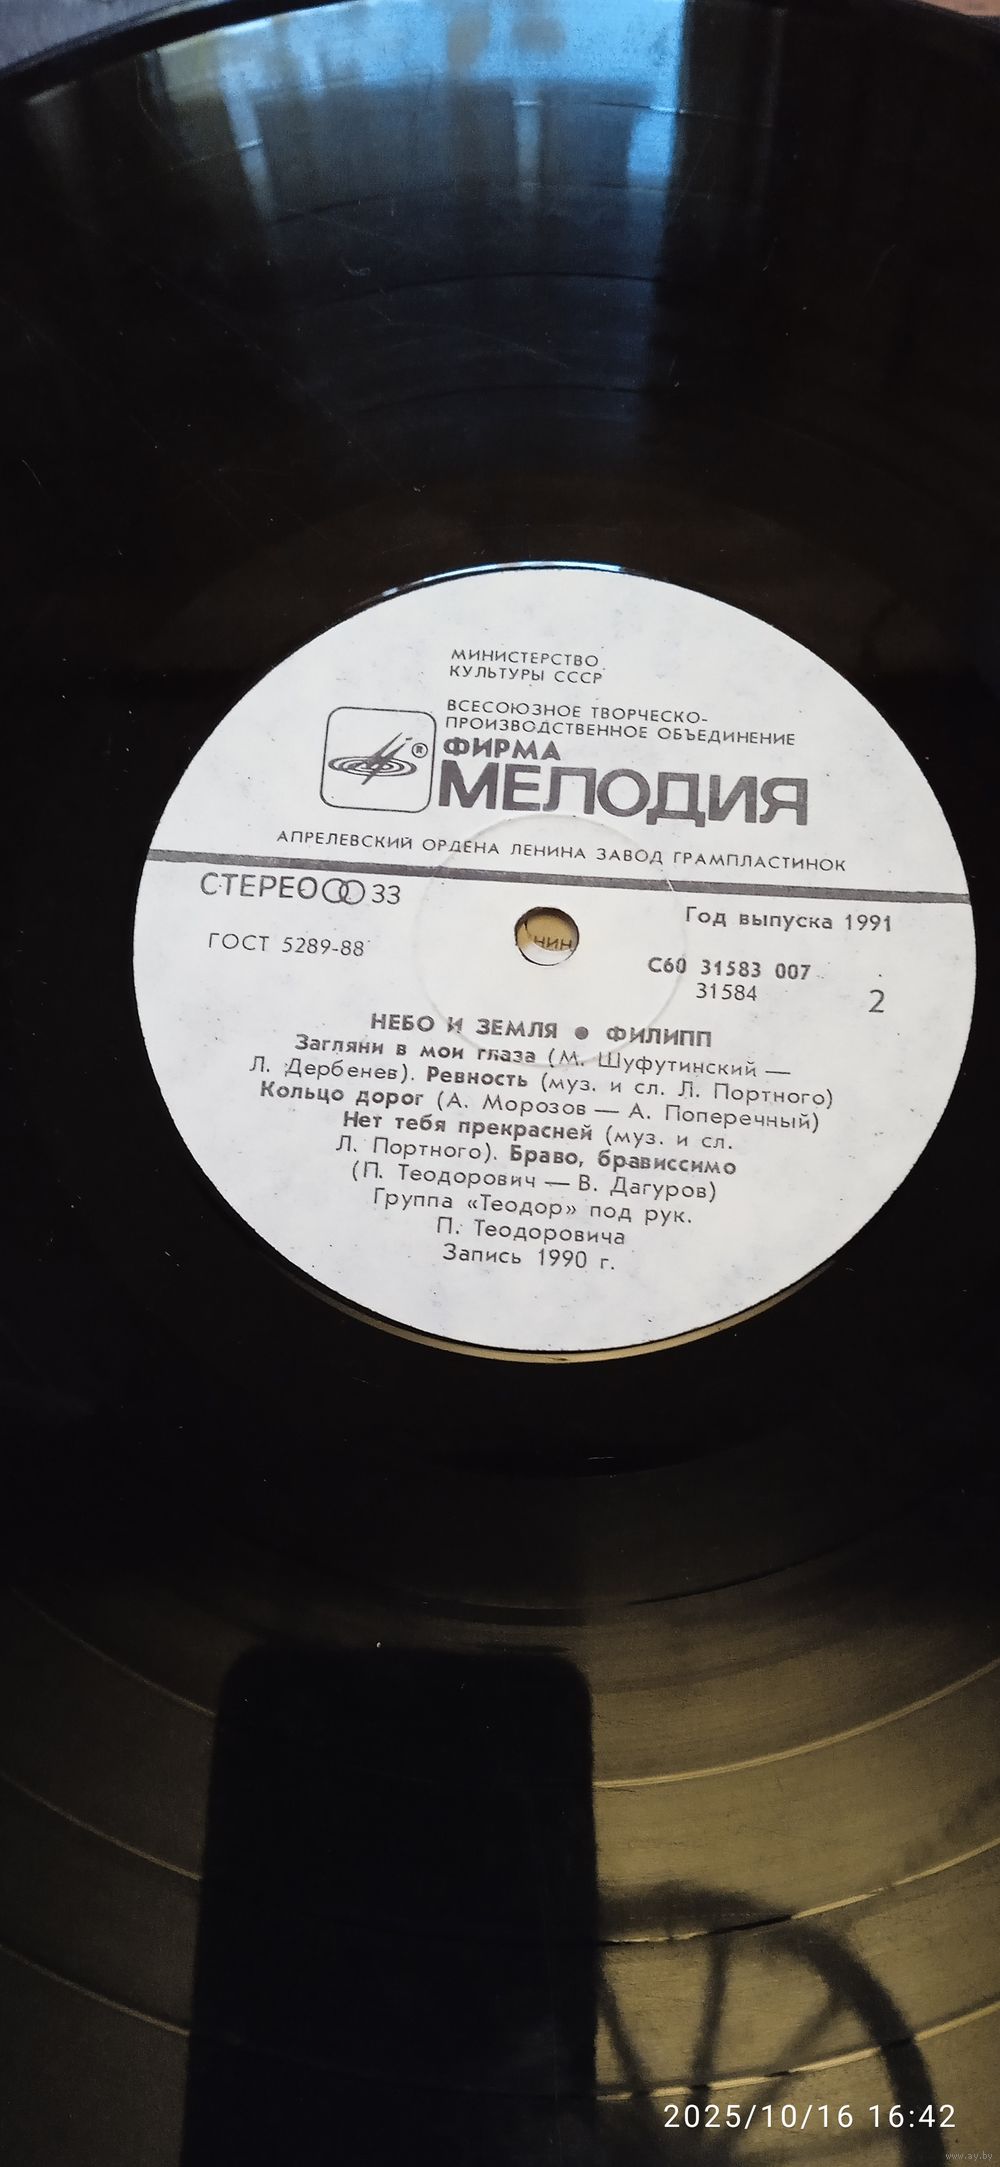 МИНИСТЕРСТВО
КУЛЬТУРЫ СССР
ВСЕСОЮЗНОЕ ТВОРЧЕСКО-
ПРОИЗВОДСТВЕННОЕ ОБЪЕДИНЕНИЕ
ФИРМА
®
МЕЛОДИЯ
АПРЕЛЕВСКИЙ ОРДЕНА ЛЕНИНА ЗАВОД ГРАМПЛАСТИНОК
СТЕРЕО 33
Год выпуска 1991
ГОСТ 5289-88
С60 31583 007
31584
2
НЕБО И ЗЕМЛЯ ● ФИЛИПП
Загляни в мои глаза (М. Шуфутинский —
Л. Дербенев). Ревность (муз. и сл. Л. Портного)
Кольцо дорог (А. Морозов — А. Поперечный)
Нет тебя прекрасней (муз. и сл.
Л. Портного). Браво, брависсимо
(П. Теодорович — В. Дагуров)
Группа «Теодор» под рук.
П. Теодоровича
Запись 1990 г.
2025/10/16 16:42
www.ay.by